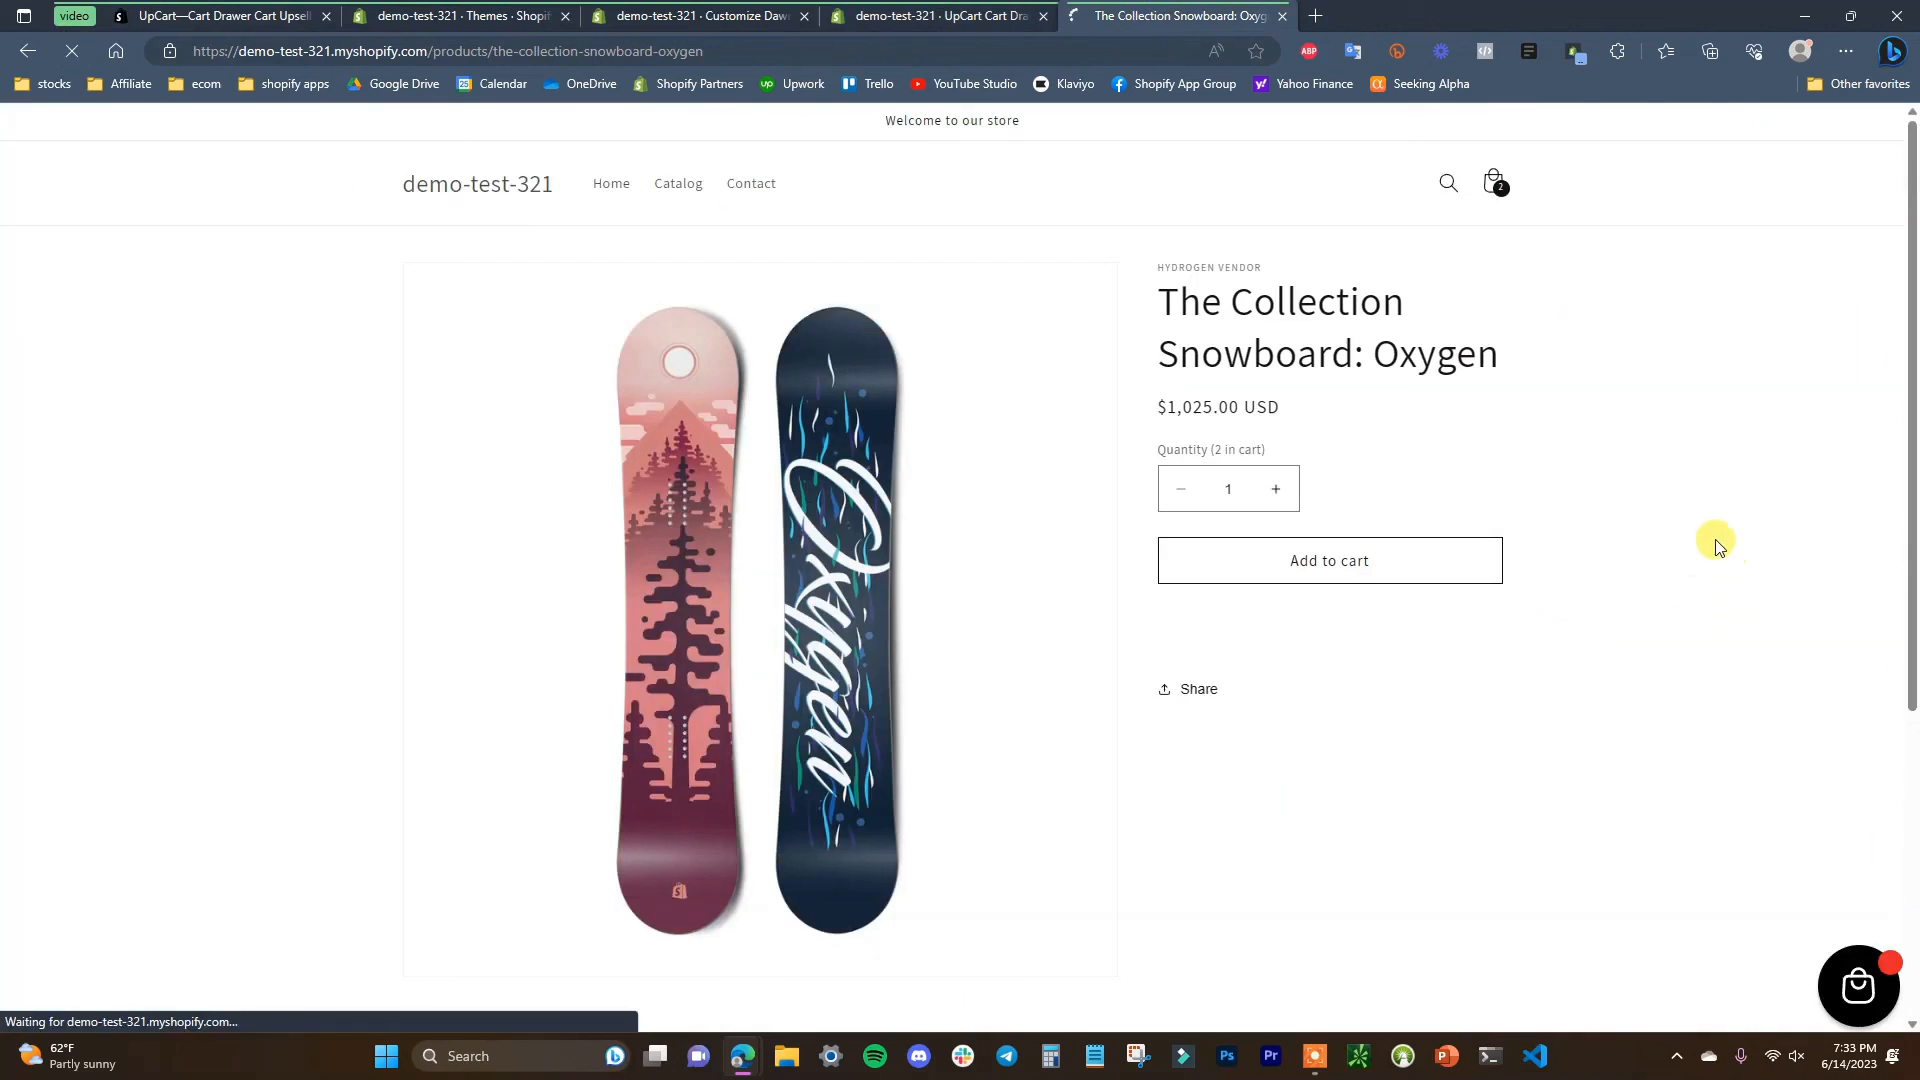 video
UpCart—Cart Drawer Cart Upsell
demo-test-321 · Themes · Shopif
demo-test-321 · Customize Daw
demo-test-321 · UpCart Cart Dra
The Collection Snowboard: Oxyg
https://demo-test-321.myshopify.com/products/the-collection-snowboard-oxygen
ABP
stocks
Affiliate
ecom
shopify apps
Google Drive
Calendar
OneDrive
Shopify Partners
Upwork
Trello
YouTube Studio
Klaviyo
Shopify App Group
Yahoo Finance
Seeking Alpha
Other favorites
Welcome to our store
demo-test-321
Home
Catalog
Contact
2
HYDROGEN VENDOR
The Collection
Snowboard: Oxygen
$1,025.00 USD
Quantity (2 in cart)
− 1 +
Add to cart
Share
Oxygen
Waiting for demo-test-321.myshopify.com...
62°F
Partly sunny
Search
Ps
Pr
7:33 PM
6/14/2023